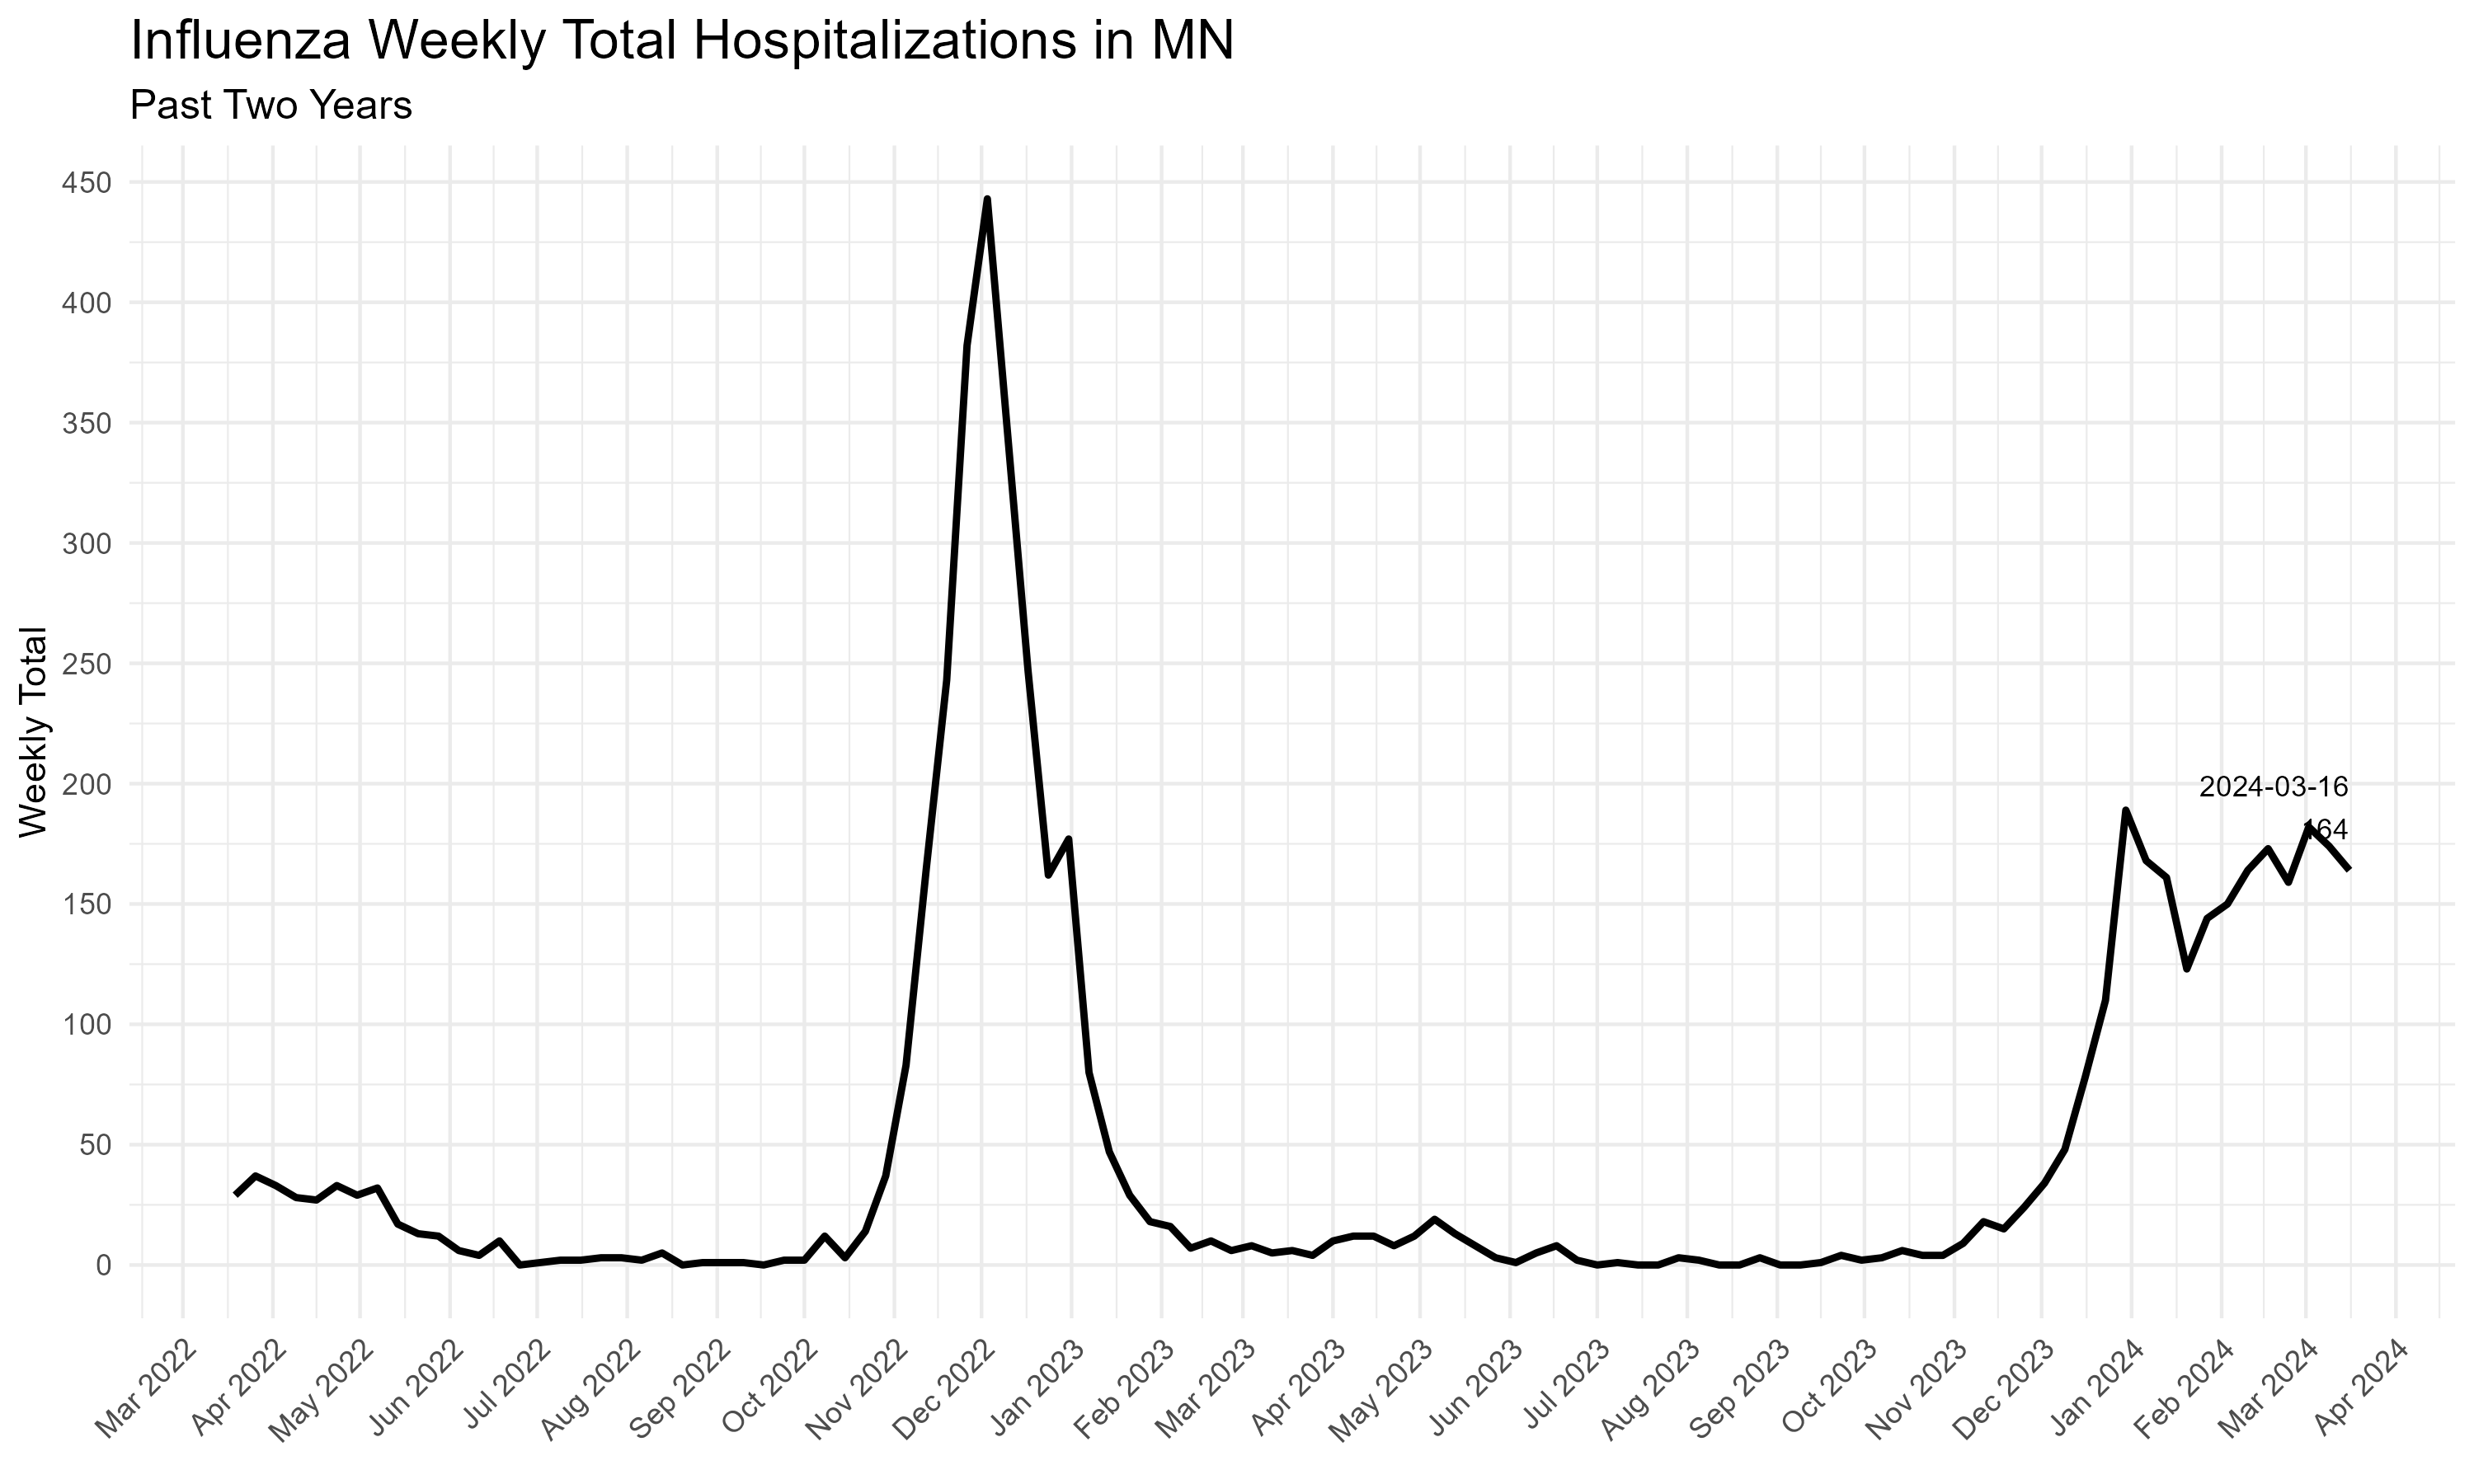 Influenza Weekly Total Hospitalizations in MN
Past Two Years
Weekly Total
450
400
350
300
250
200
150
100
50
0
2024-03-16
164
Mar 2022
Apr 2022
May 2022
Jun 2022
Jul 2022
Aug 2022
Sep 2022
Oct 2022
Nov 2022
Dec 2022
Jan 2023
Feb 2023
Mar 2023
Apr 2023
May 2023
Jun 2023
Jul 2023
Aug 2023
Sep 2023
Oct 2023
Nov 2023
Dec 2023
Jan 2024
Feb 2024
Mar 2024
Apr 2024